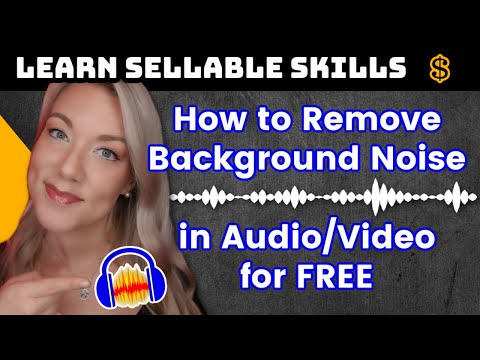 LEARN SELLABLE SKILLS $
How to Remove
Background Noise
in Audio/Video
for FREE